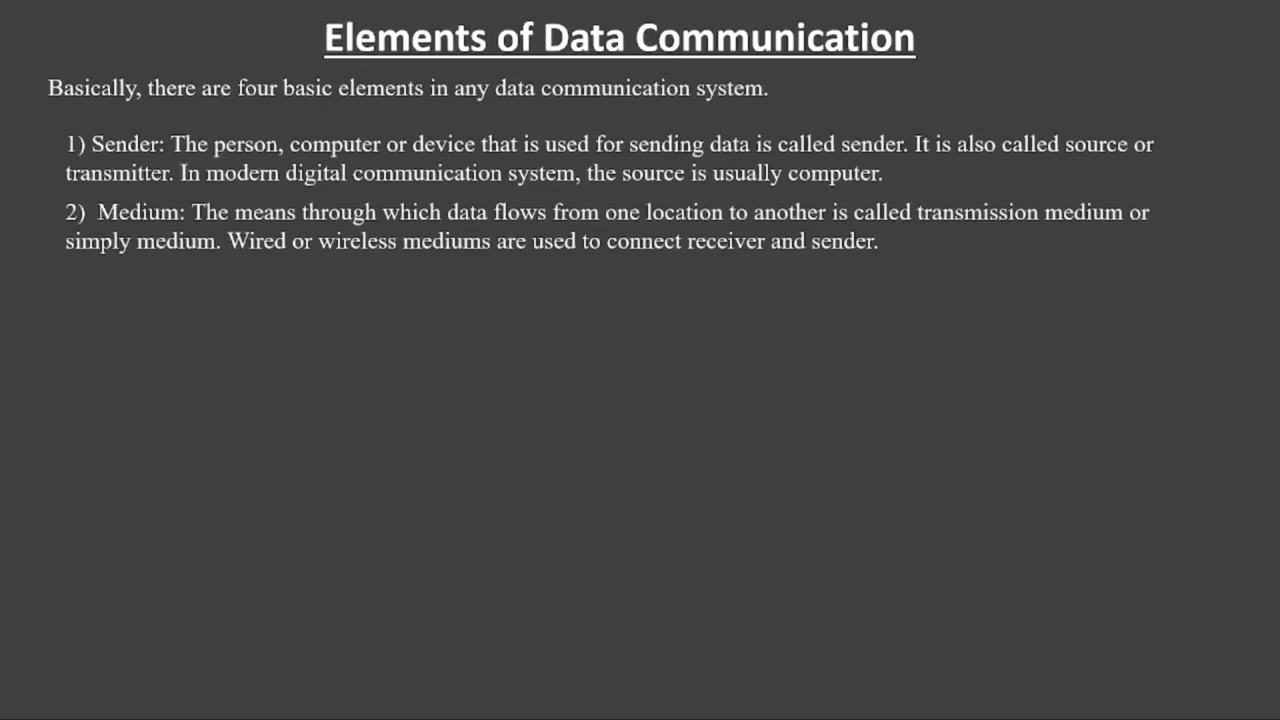 Elements of Data Communication
Basically, there are four basic elements in any data communication system.
1) Sender: The person, computer or device that is used for sending data is called sender. It is also called source or
transmitter. In modern digital communication system, the source is usually computer.
2)  Medium: The means through which data flows from one location to another is called transmission medium or
simply medium. Wired or wireless mediums are used to connect receiver and sender.